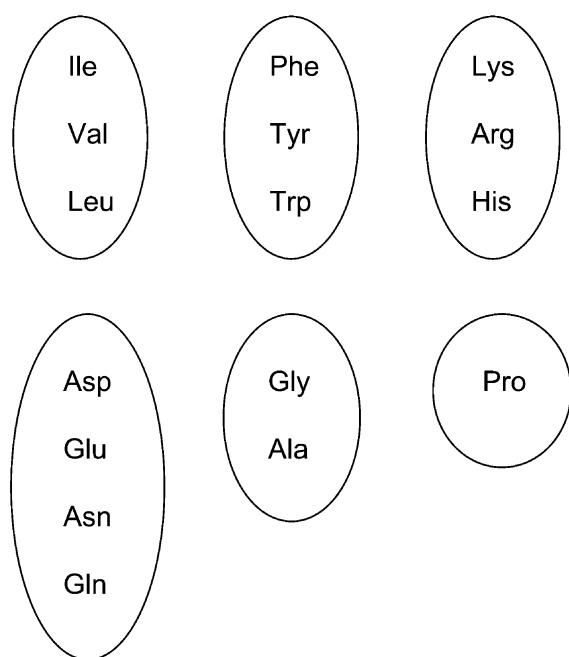 Ile
Val
Leu
Phe
Tyr
Trp
Lys
Arg
His
Asp
Glu
Asn
Gln
Gly
Ala
Pro